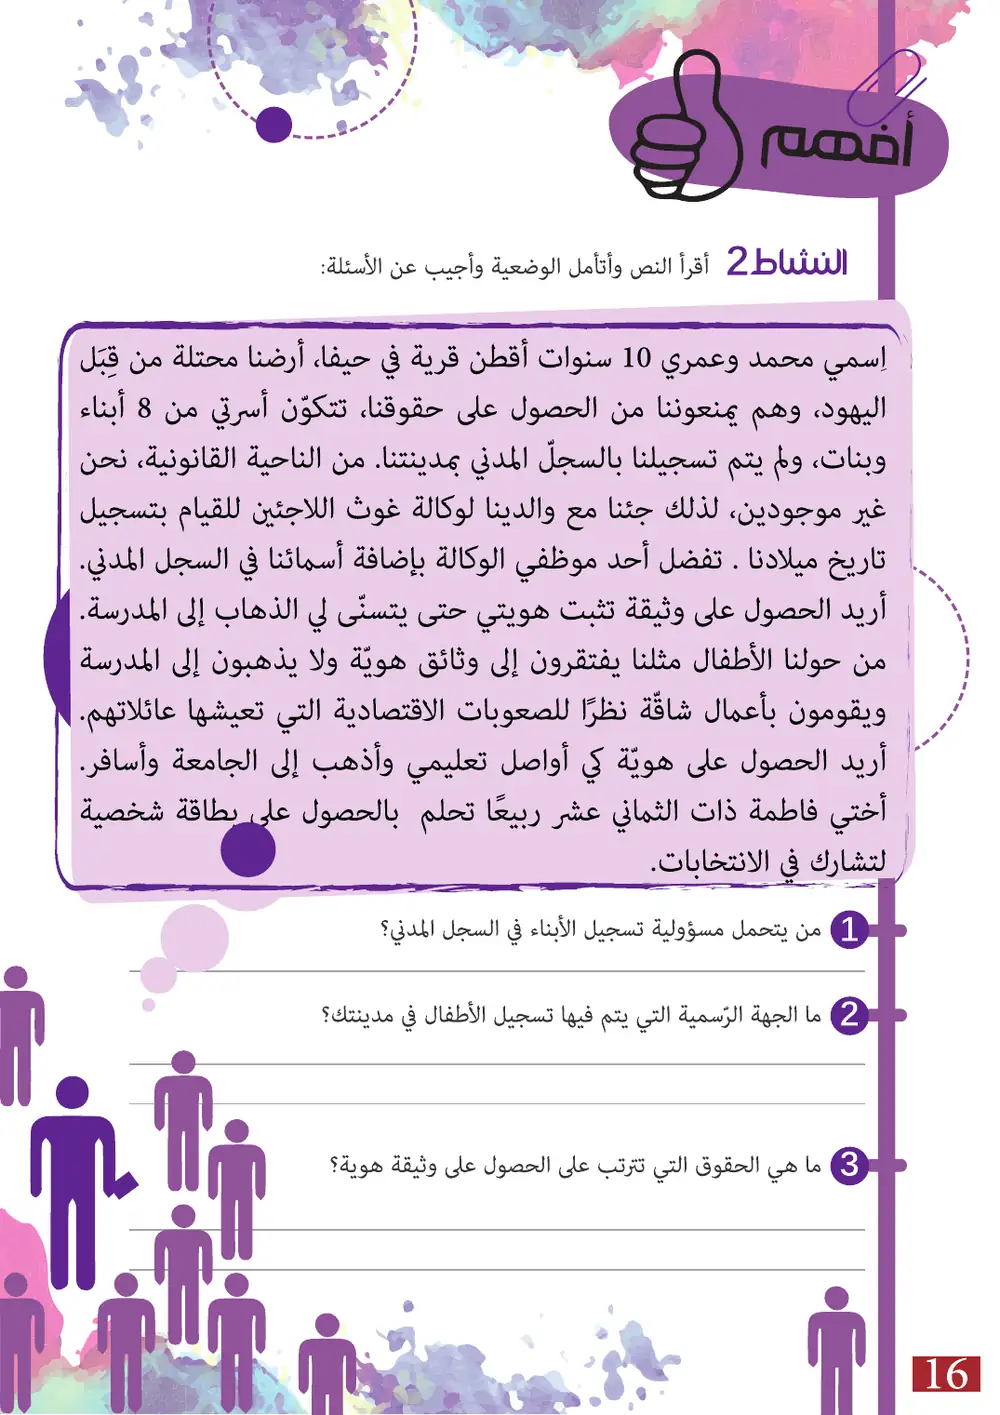 أفهم
النشاط2 أقرأ النص وأتأمل الوضعية وأجيب عن الأسئلة:
اِسمي محمد وعمري 10 سنوات أقطن قرية في حيفا، أرضنا محتلة من قِبَل
اليهود، وهم يمنعوننا من الحصول على حقوقنا، تتكوّن أسرتي من 8 أبناء
وبنات، ولم يتم تسجيلنا بالسجلّ المدني بمدينتنا. من الناحية القانونية، نحن
غير موجودين، لذلك جئنا مع والدينا لوكالة غوث اللاجئين للقيام بتسجيل
تاريخ ميلادنا . تفضل أحد موظفي الوكالة بإضافة أسمائنا في السجل المدني.
أريد الحصول على وثيقة تثبت هويتي حتى يتسنّى لي الذهاب إلى المدرسة.
من حولنا الأطفال مثلنا يفتقرون إلى وثائق هويّة ولا يذهبون إلى المدرسة
ويقومون بأعمال شاقّة نظرًا للصعوبات الاقتصادية التي تعيشها عائلاتهم.
أريد الحصول على هويّة كي أواصل تعليمي وأذهب إلى الجامعة وأسافر.
أختي فاطمة ذات الثماني عشر ربيعًا تحلم بالحصول على بطاقة شخصية
لتشارك في الانتخابات.
1 من يتحمل مسؤولية تسجيل الأبناء في السجل المدني؟
2 ما الجهة الرّسمية التي يتم فيها تسجيل الأطفال في مدينتك؟
3 ما هي الحقوق التي تترتب على الحصول على وثيقة هوية؟
16